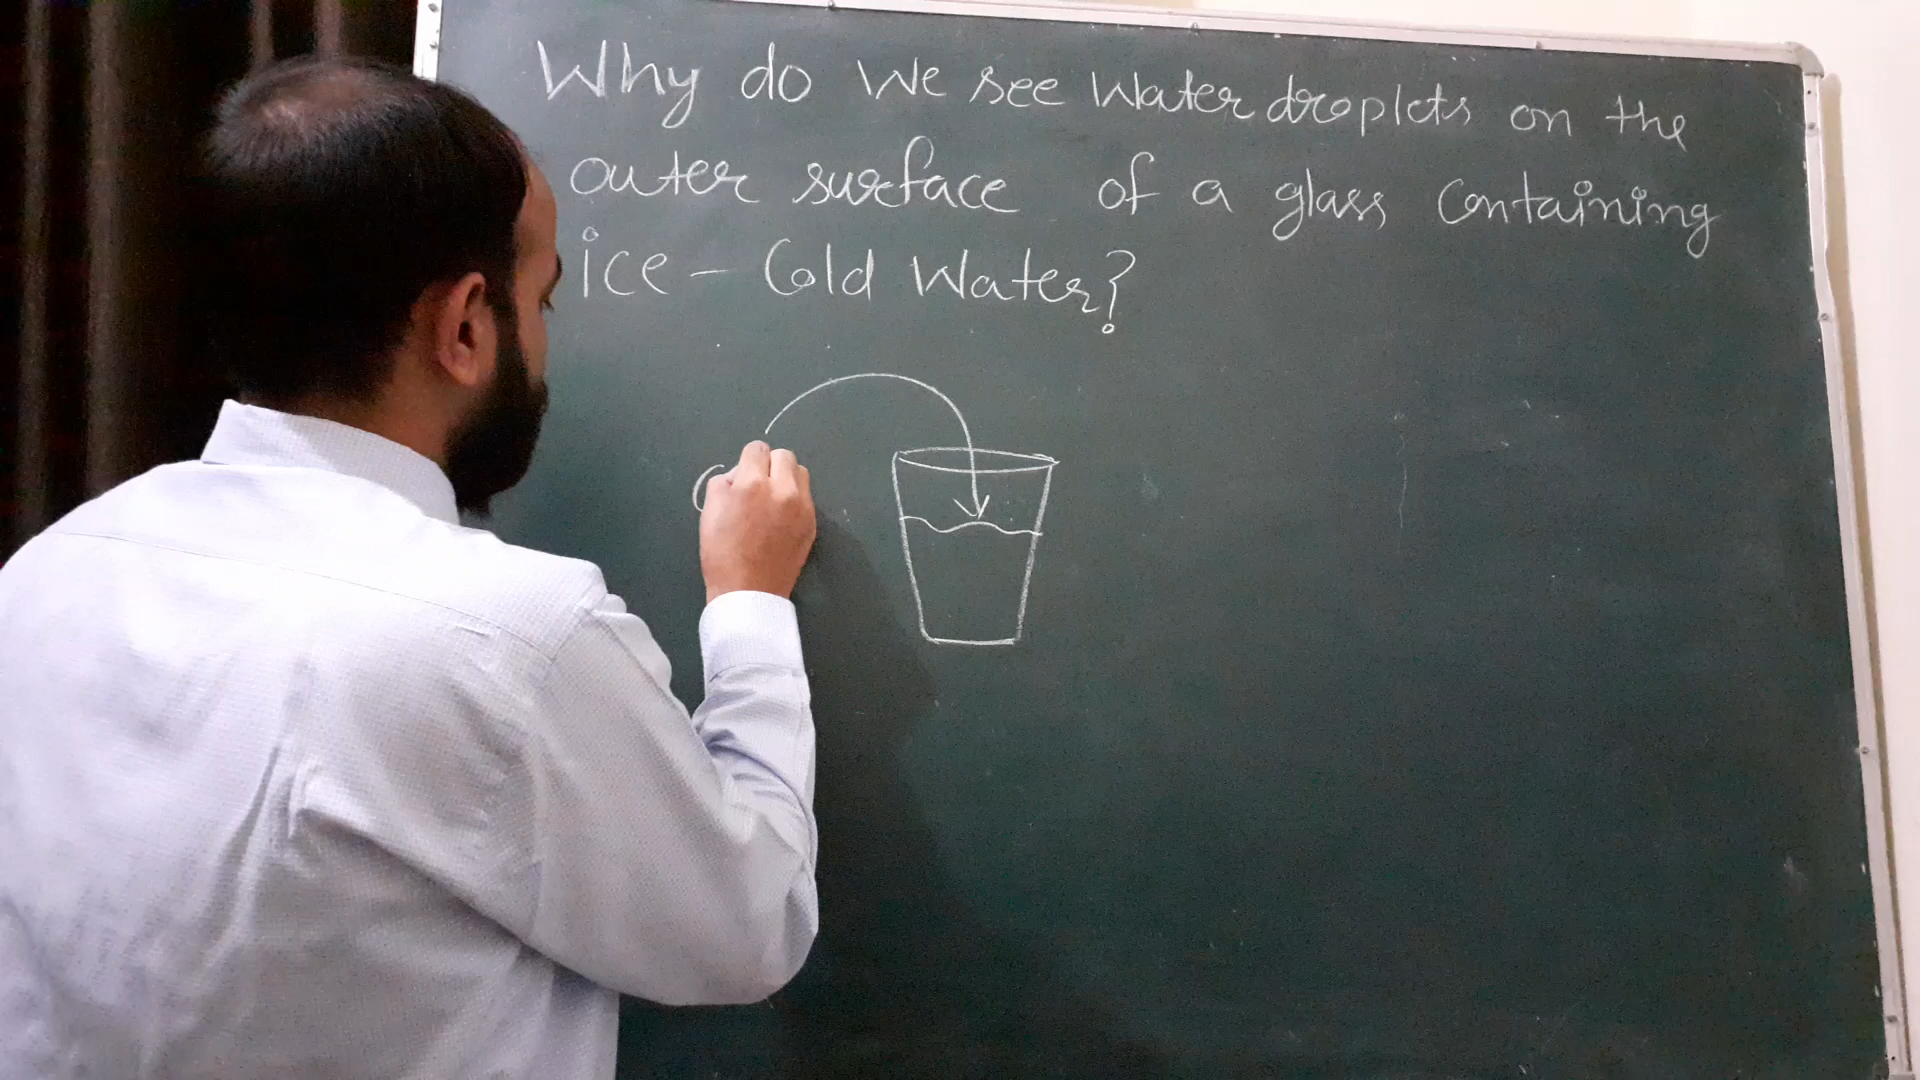 Why do We see Water droplets on the
outer surface of a glass Containing
ice - Cold Water?
C